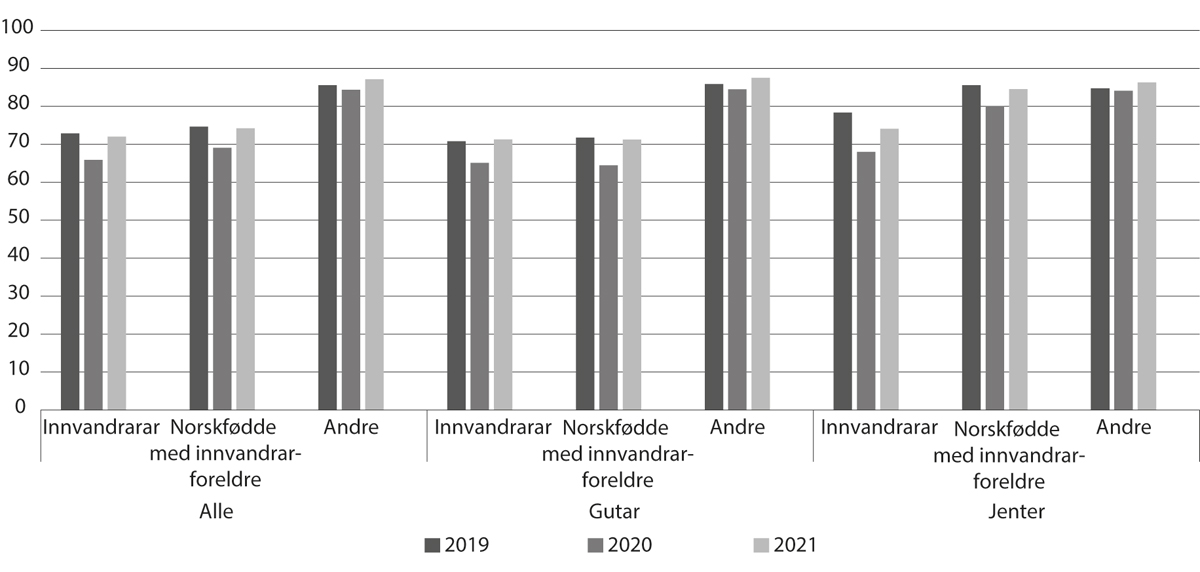 100
90
80
70
60
50
40
30
20
10
0
Innvandrarar
Norskfødde
med innvandrar-
foreldre
Andre
Innvandrarar
Norskfødde
med innvandrar-
foreldre
Andre
Innvandrarar
Norskfødde
med innvandrar-
foreldre
Andre
Alle
Gutar
Jenter
2019
2020
2021